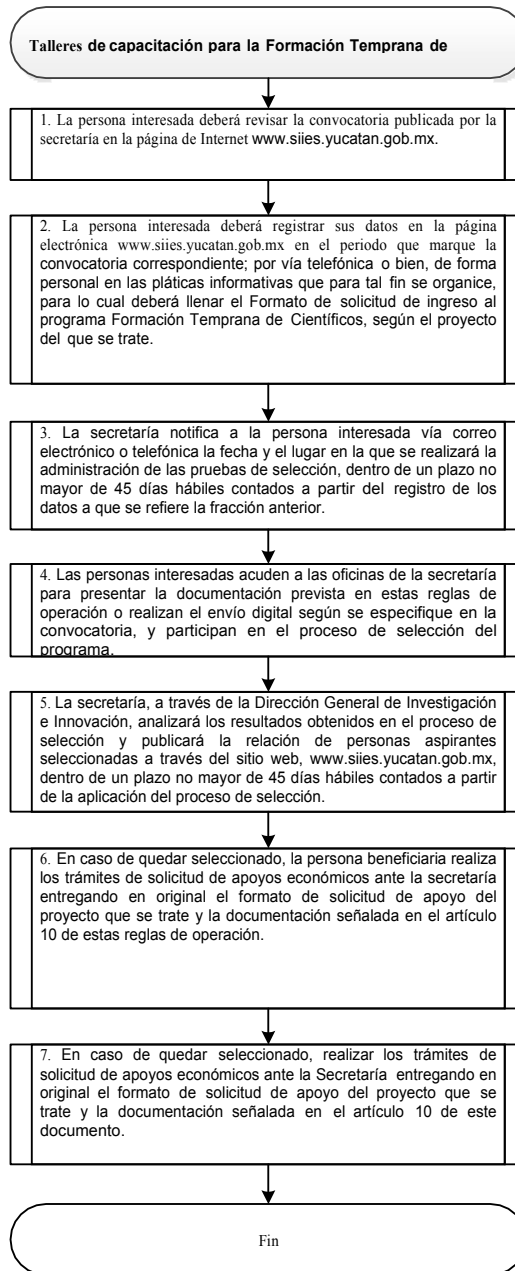 Talleres de capacitación para la Formación Temprana de
1. La persona interesada deberá revisar la convocatoria publicada por la
secretaría en la página de Internet www.siies.yucatan.gob.mx.
2. La persona interesada deberá registrar sus datos en la página
electrónica www.siies.yucatan.gob.mx en el periodo que marque la
convocatoria correspondiente; por vía telefónica o bien, de forma
personal en las pláticas informativas que para tal fin se organice,
para lo cual deberá llenar el Formato de solicitud de ingreso al
programa Formación Temprana de Científicos, según el proyecto
del que se trate.
3. La secretaría notifica a la persona interesada vía correo
electrónico o telefónica la fecha y el lugar en la que se realizará la
administración de las pruebas de selección, dentro de un plazo no
mayor de 45 días hábiles contados a partir del registro de los
datos a que se refiere la fracción anterior.
4. Las personas interesadas acuden a las oficinas de la secretaría
para presentar la documentación prevista en estas reglas de
operación o realizan el envío digital según se especifique en la
convocatoria, y participan en el proceso de selección del
programa.
5. La secretaría, a través de la Dirección General de Investigación
e Innovación, analizará los resultados obtenidos en el proceso de
selección y publicará la relación de personas aspirantes
seleccionadas a través del sitio web, www.siies.yucatan.gob.mx,
dentro de un plazo no mayor de 45 días hábiles contados a partir
de la aplicación del proceso de selección.
6. En caso de quedar seleccionado, la persona beneficiaria realiza
los trámites de solicitud de apoyos económicos ante la secretaría
entregando en original el formato de solicitud de apoyo del
proyecto que se trate y la documentación señalada en el artículo
10 de estas reglas de operación.
7. En caso de quedar seleccionado, realizar los trámites de
solicitud de apoyos económicos ante la Secretaría entregando en
original el formato de solicitud de apoyo del proyecto que se
trate y la documentación señalada en el artículo 10 de este
documento.
Fin